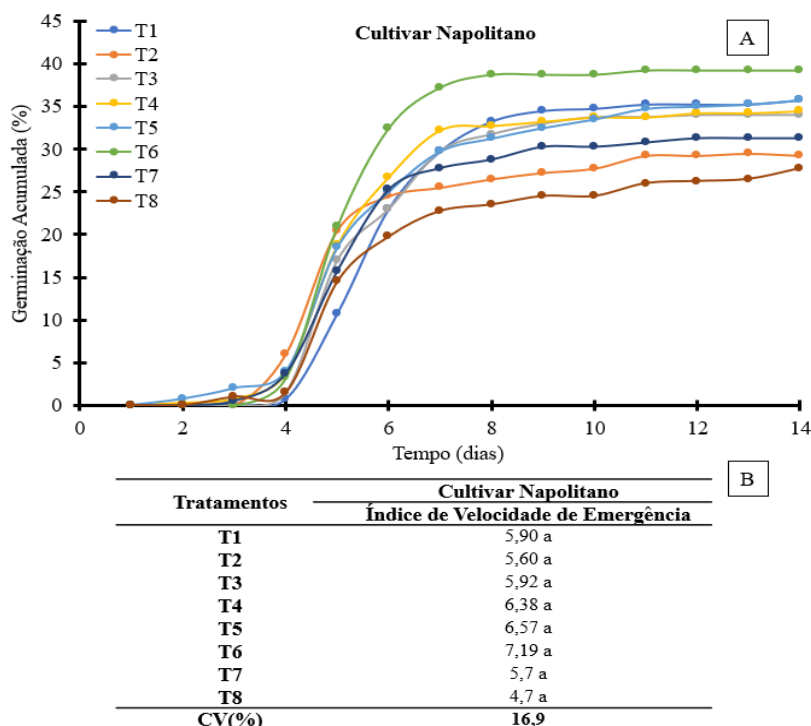 Cultivar Napolitano
A
T1
T2
T3
T4
T5
T6
T7
T8
Germinação Acumulada (%)
45
40
35
30
25
20
15
10
5
0
0 2 4 6 8 10 12 14
Tempo (dias)
B
Tratamentos
Cultivar Napolitano
Índice de Velocidade de Emergência
T1 5,90 a
T2 5,60 a
T3 5,92 a
T4 6,38 a
T5 6,57 a
T6 7,19 a
T7 5,7 a
T8 4,7 a
CV(%) 16,9